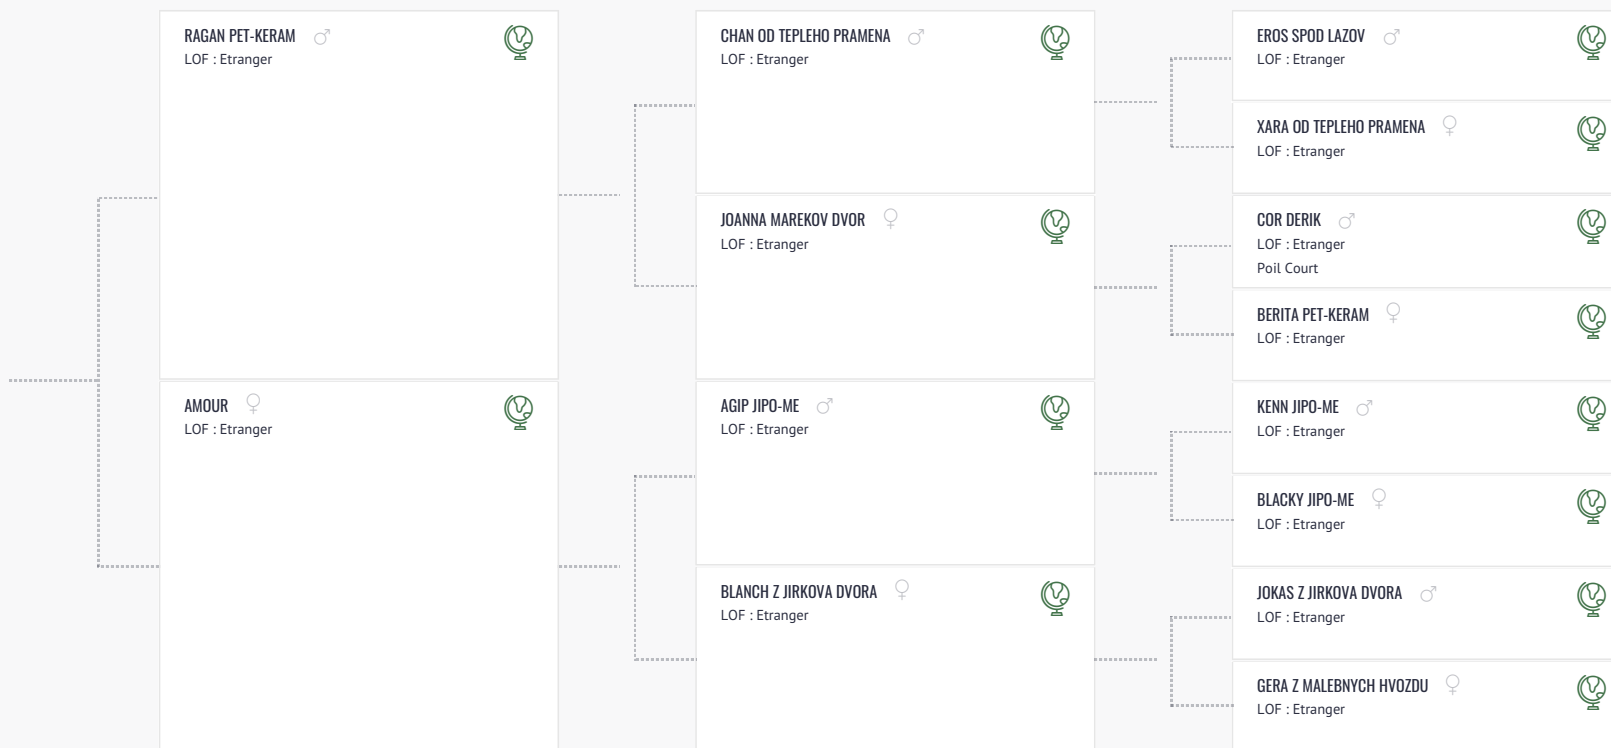 RAGAN PET-KERAM
LOF : Etranger
AMOUR
LOF : Etranger
CHAN OD TEPLEHO PRAMENA
LOF : Etranger
JOANNA MAREKOV DVOR
LOF : Etranger
AGIP JIPO-ME
LOF : Etranger
BLANCH Z JIRKOVA DVORA
LOF : Etranger
EROS SPOD LAZOV
LOF : Etranger
XARA OD TEPLEHO PRAMENA
LOF : Etranger
COR DERIK
LOF : Etranger
Poil Court
BERITA PET-KERAM
LOF : Etranger
KENN JIPO-ME
LOF : Etranger
BLACKY JIPO-ME
LOF : Etranger
JOKAS Z JIRKOVA DVORA
LOF : Etranger
GERA Z MALEBNYCH HVOZDU
LOF : Etranger